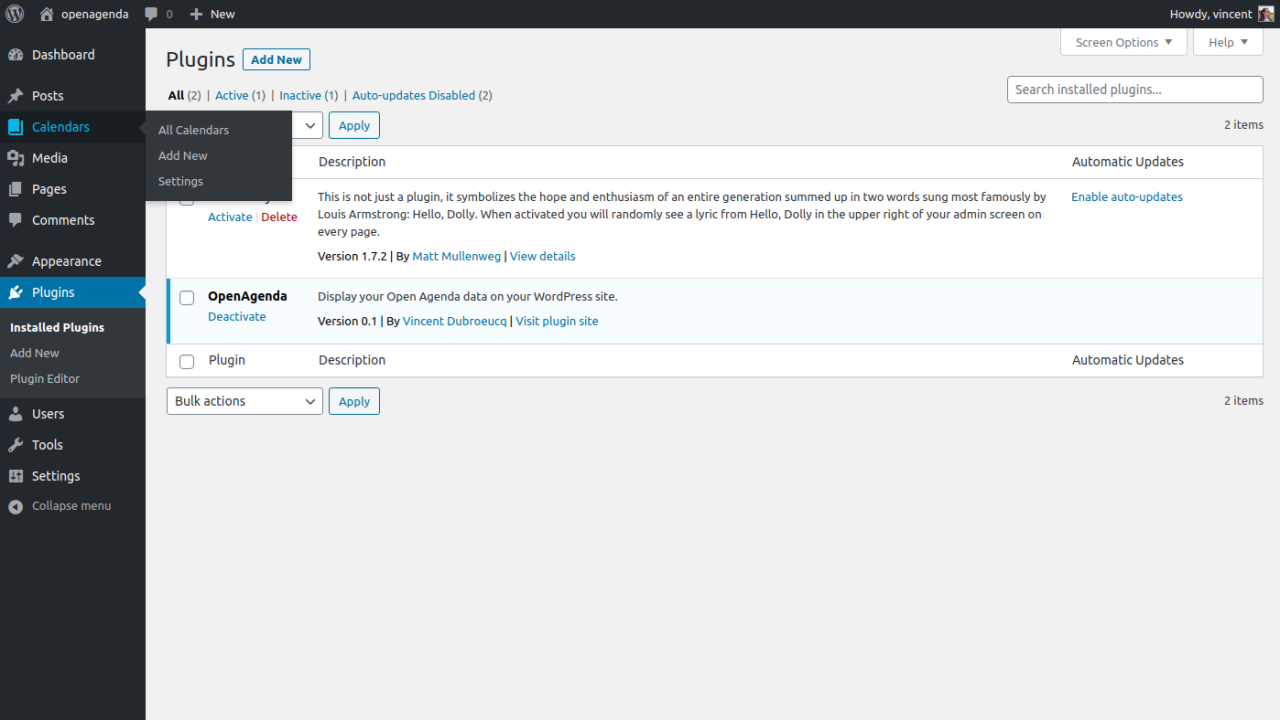 openagenda 0 New Howdy, vincent
Dashboard
Posts
Calendars
All Calendars
Add New
Settings
Media
Pages
Comments
Appearance
Plugins
Installed Plugins
Add New
Plugin Editor
Users
Tools
Settings
Collapse menu
Screen Options Help
Plugins Add New
All (2) | Active (1) | Inactive (1) | Auto-updates Disabled (2)
Search installed plugins...
Apply 2 items
Description Automatic Updates
This is not just a plugin, it symbolizes the hope and enthusiasm of an entire generation summed up in two words sung most famously by Enable auto-updates
Activate | Delete Louis Armstrong: Hello, Dolly. When activated you will randomly see a lyric from Hello, Dolly in the upper right of your admin screen on
every page.
Version 1.7.2 | By Matt Mullenweg | View details
OpenAgenda Display your Open Agenda data on your WordPress site.
Deactivate Version 0.1 | By Vincent Dubroeucq | Visit plugin site
Plugin Description Automatic Updates
Bulk actions Apply 2 items